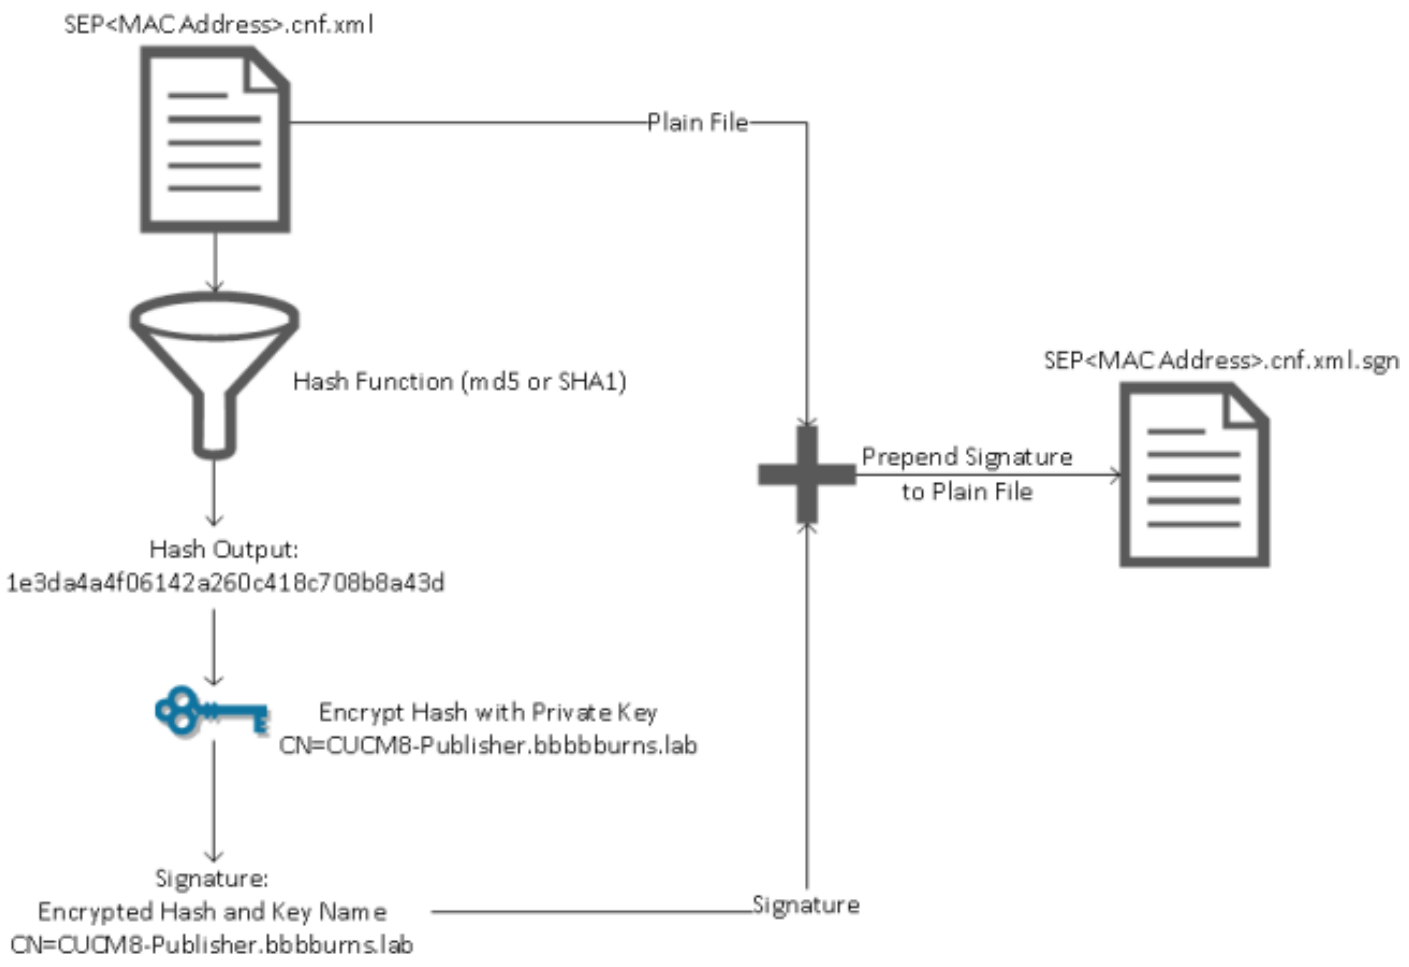 SEP<MAC Address>.cnf.xml
Plain File
Hash Function (md5 or SHA1)
SEP<MAC Address>.cnf.xml.sgn
Prepend Signature
to Plain File
Hash Output:
1e3da4a4f06142a260c418c708b8a43d
Encrypt Hash with Private Key
CN=CUCM8-Publisher.bbbbburns.lab
Signature:
Encrypted Hash and Key Name
CN=CUCM8-Publisher.bbbburns.lab
Signature